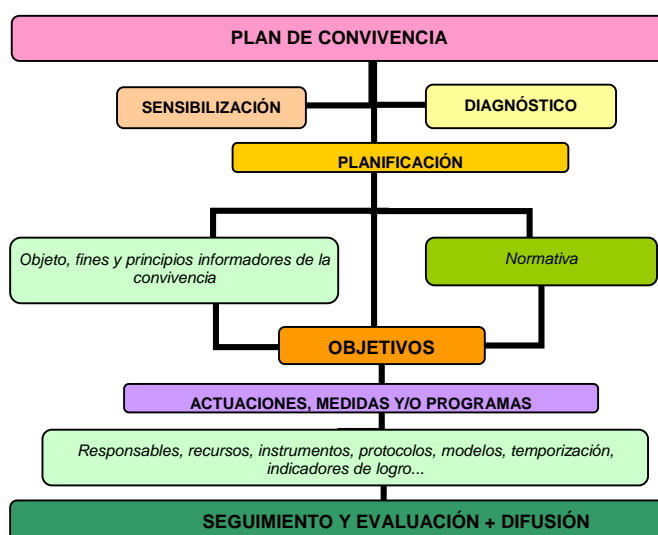 PLAN DE CONVIVENCIA
SENSIBILIZACIÓN
DIAGNÓSTICO
PLANIFICACIÓN
Objeto, fines y principios informadores de la
convivencia
Normativa
OBJETIVOS
ACTUACIONES, MEDIDAS Y/O PROGRAMAS
Responsables, recursos, instrumentos, protocolos, modelos, temporización,
indicadores de logro...
SEGUIMIENTO Y EVALUACIÓN + DIFUSIÓN